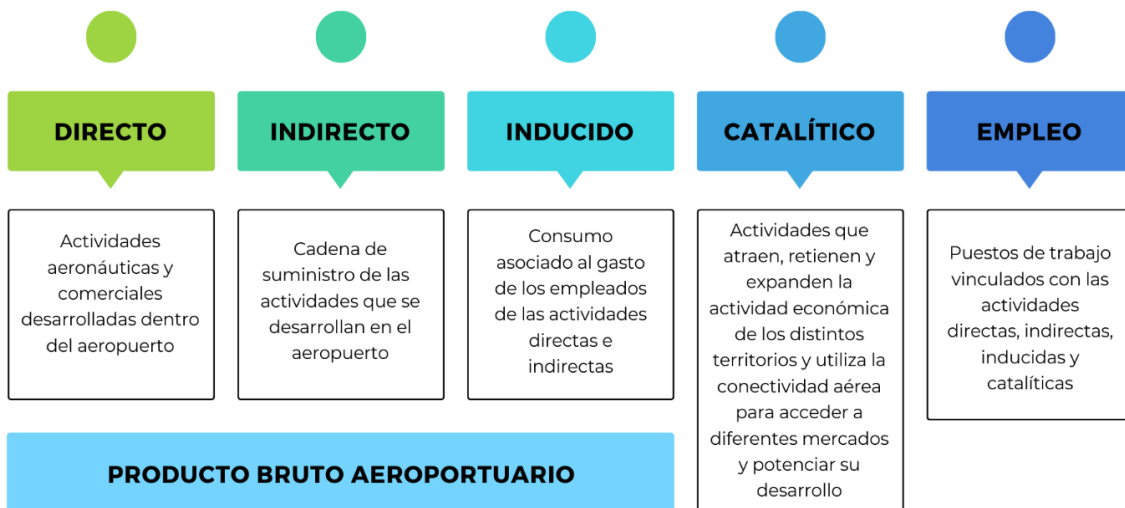 DIRECTO
Actividades
aeronáuticas y
comerciales
desarrolladas dentro
del aeropuerto
INDIRECTO
Cadena de
suministro de las
actividades que se
desarrollan en el
aeropuerto
INDUCIDO
Consumo
asociado al gasto
de los empleados
de las actividades
directas e
indirectas
CATALÍTICO
Actividades que
atraen, retienen y
expanden la
actividad económica
de los distintos
territorios y utiliza la
conectividad aérea
para acceder a
diferentes mercados
y potenciar su
desarrollo
EMPLEO
Puestos de trabajo
vinculados con las
actividades
directas, indirectas,
inducidas y
catalíticas
PRODUCTO BRUTO AEROPORTUARIO